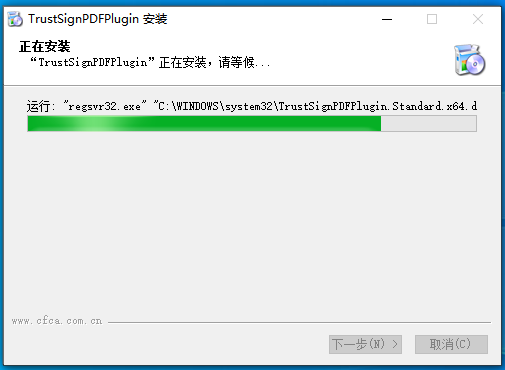 TrustSignPDFPlugin 安装
正在安装
“TrustSignPDFPlugin”正在安装，请等候...
运行: "regsvr32.exe" "C:\WINDOWS\system32\TrustSignPDFPlugin.Standard.x64.d
www.cfca.com.cn
下一步(N) >
取消(C)